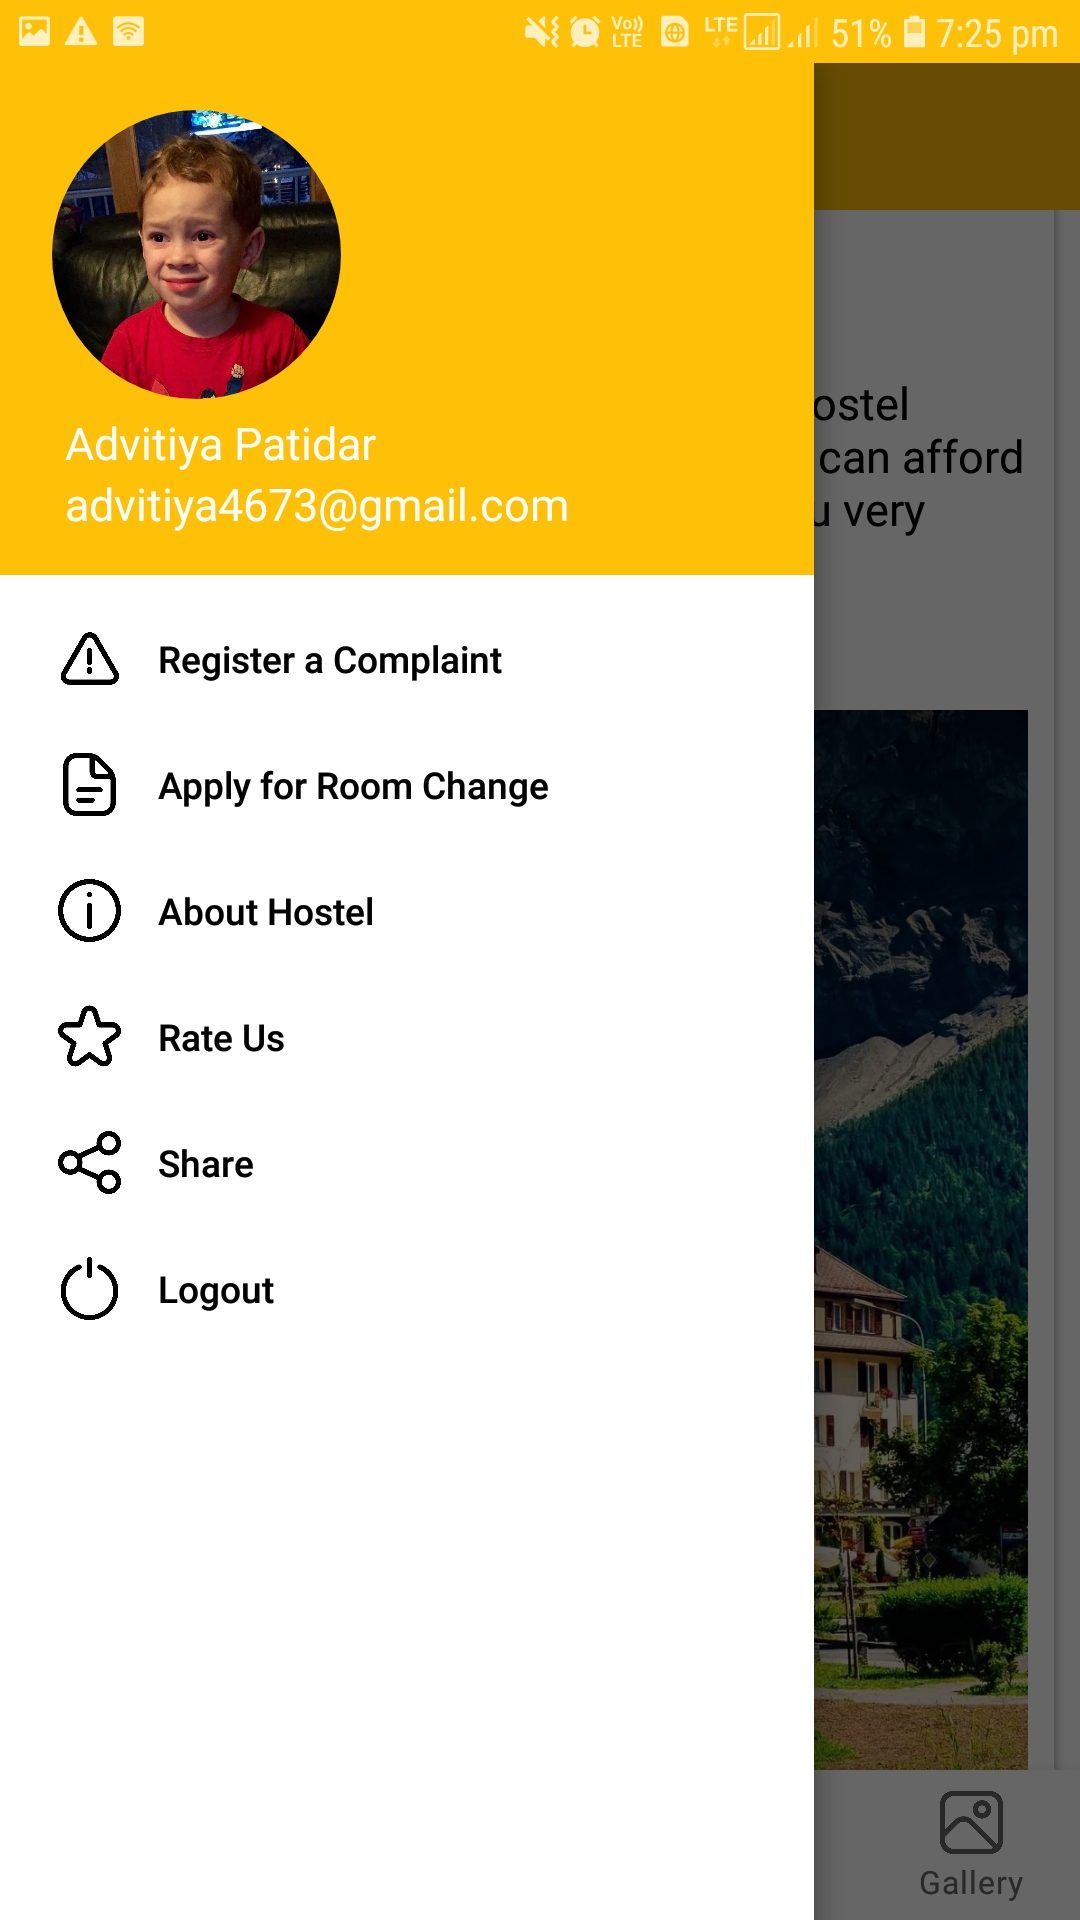 Vo)) LTE LTE 51% 7:25 pm
Advitiya Patidar
advitiya4673@gmail.com
ostel
can afford
u very
Register a Complaint
Apply for Room Change
About Hostel
Rate Us
Share
Logout
Gallery